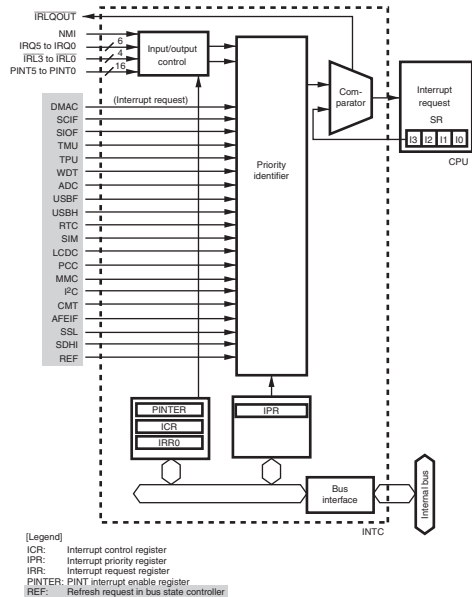 IRLQOUT
NMI
IRQ5 to IRQ0
6
IRL3 to IRL0
4
PINT5 to PINT0
16
Input/output
control
Com-
parator
Interrupt
request
SR
I3 I2 I1 I0
CPU
(Interrupt request)
DMAC
SCIF
SIOF
TMU
TPU
WDT
ADC
USBF
USBH
RTC
SIM
LCDC
PCC
MMC
I²C
CMT
AFEIF
SSL
SDHI
REF
Priority
identifier
PINTER
ICR
IRR0
IPR
Bus
interface
Internal bus
INTC
[Legend]
ICR: Interrupt control register
IPR: Interrupt priority register
IRR: Interrupt request register
PINTER: PINT interrupt enable register
REF: Refresh request in bus state controller